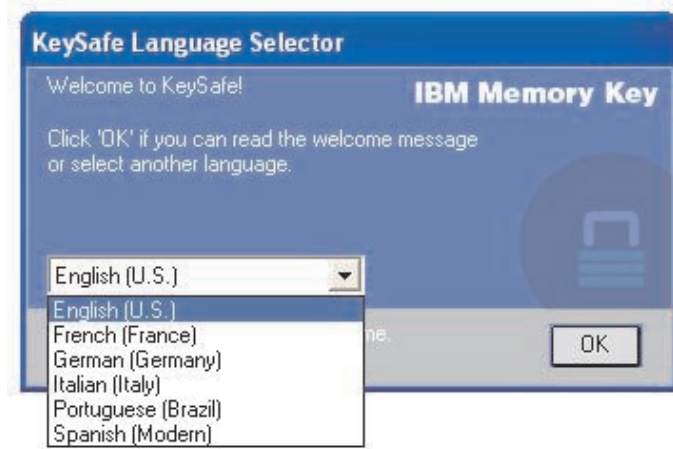 KeySafe Language Selector
Welcome to KeySafe!
IBM Memory Key
Click 'OK' if you can read the welcome message
or select another language.
English (U.S.)
English (U.S.)
French (France)
German (Germany)
Italian (Italy)
Portuguese (Brazil)
Spanish (Modern)
OK